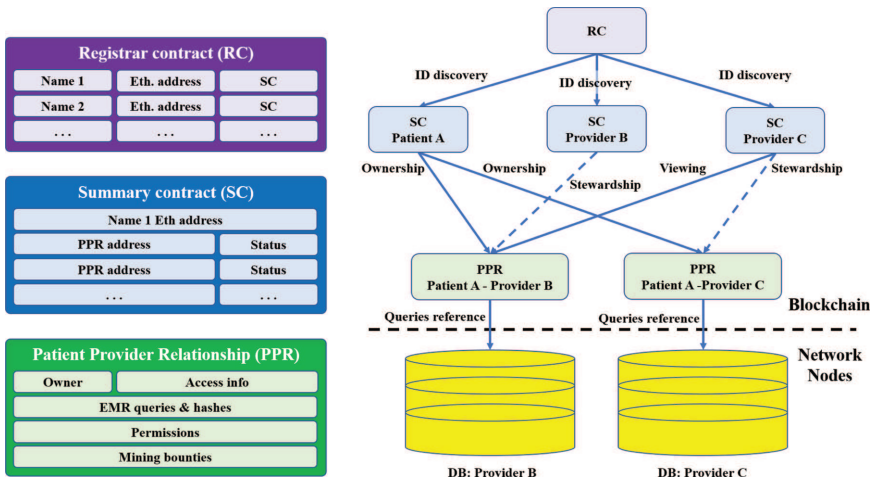 Registrar contract (RC)
Name 1 Eth. address SC
Name 2 Eth. address SC
. . . . . . . . .
Summary contract (SC)
Name 1 Eth address
PPR address Status
PPR address Status
. . . . . .
Patient Provider Relationship (PPR)
Owner Access info
EMR queries & hashes
Permissions
Mining bounties
RC
ID discovery ID discovery ID discovery
SC
Patient A
SC
Provider B
SC
Provider C
Ownership Ownership Viewing Stewardship
Stewardship
PPR
Patient A - Provider B
PPR
Patient A -Provider C
Blockchain
Queries reference Queries reference
Network
Nodes
DB: Provider B DB: Provider C